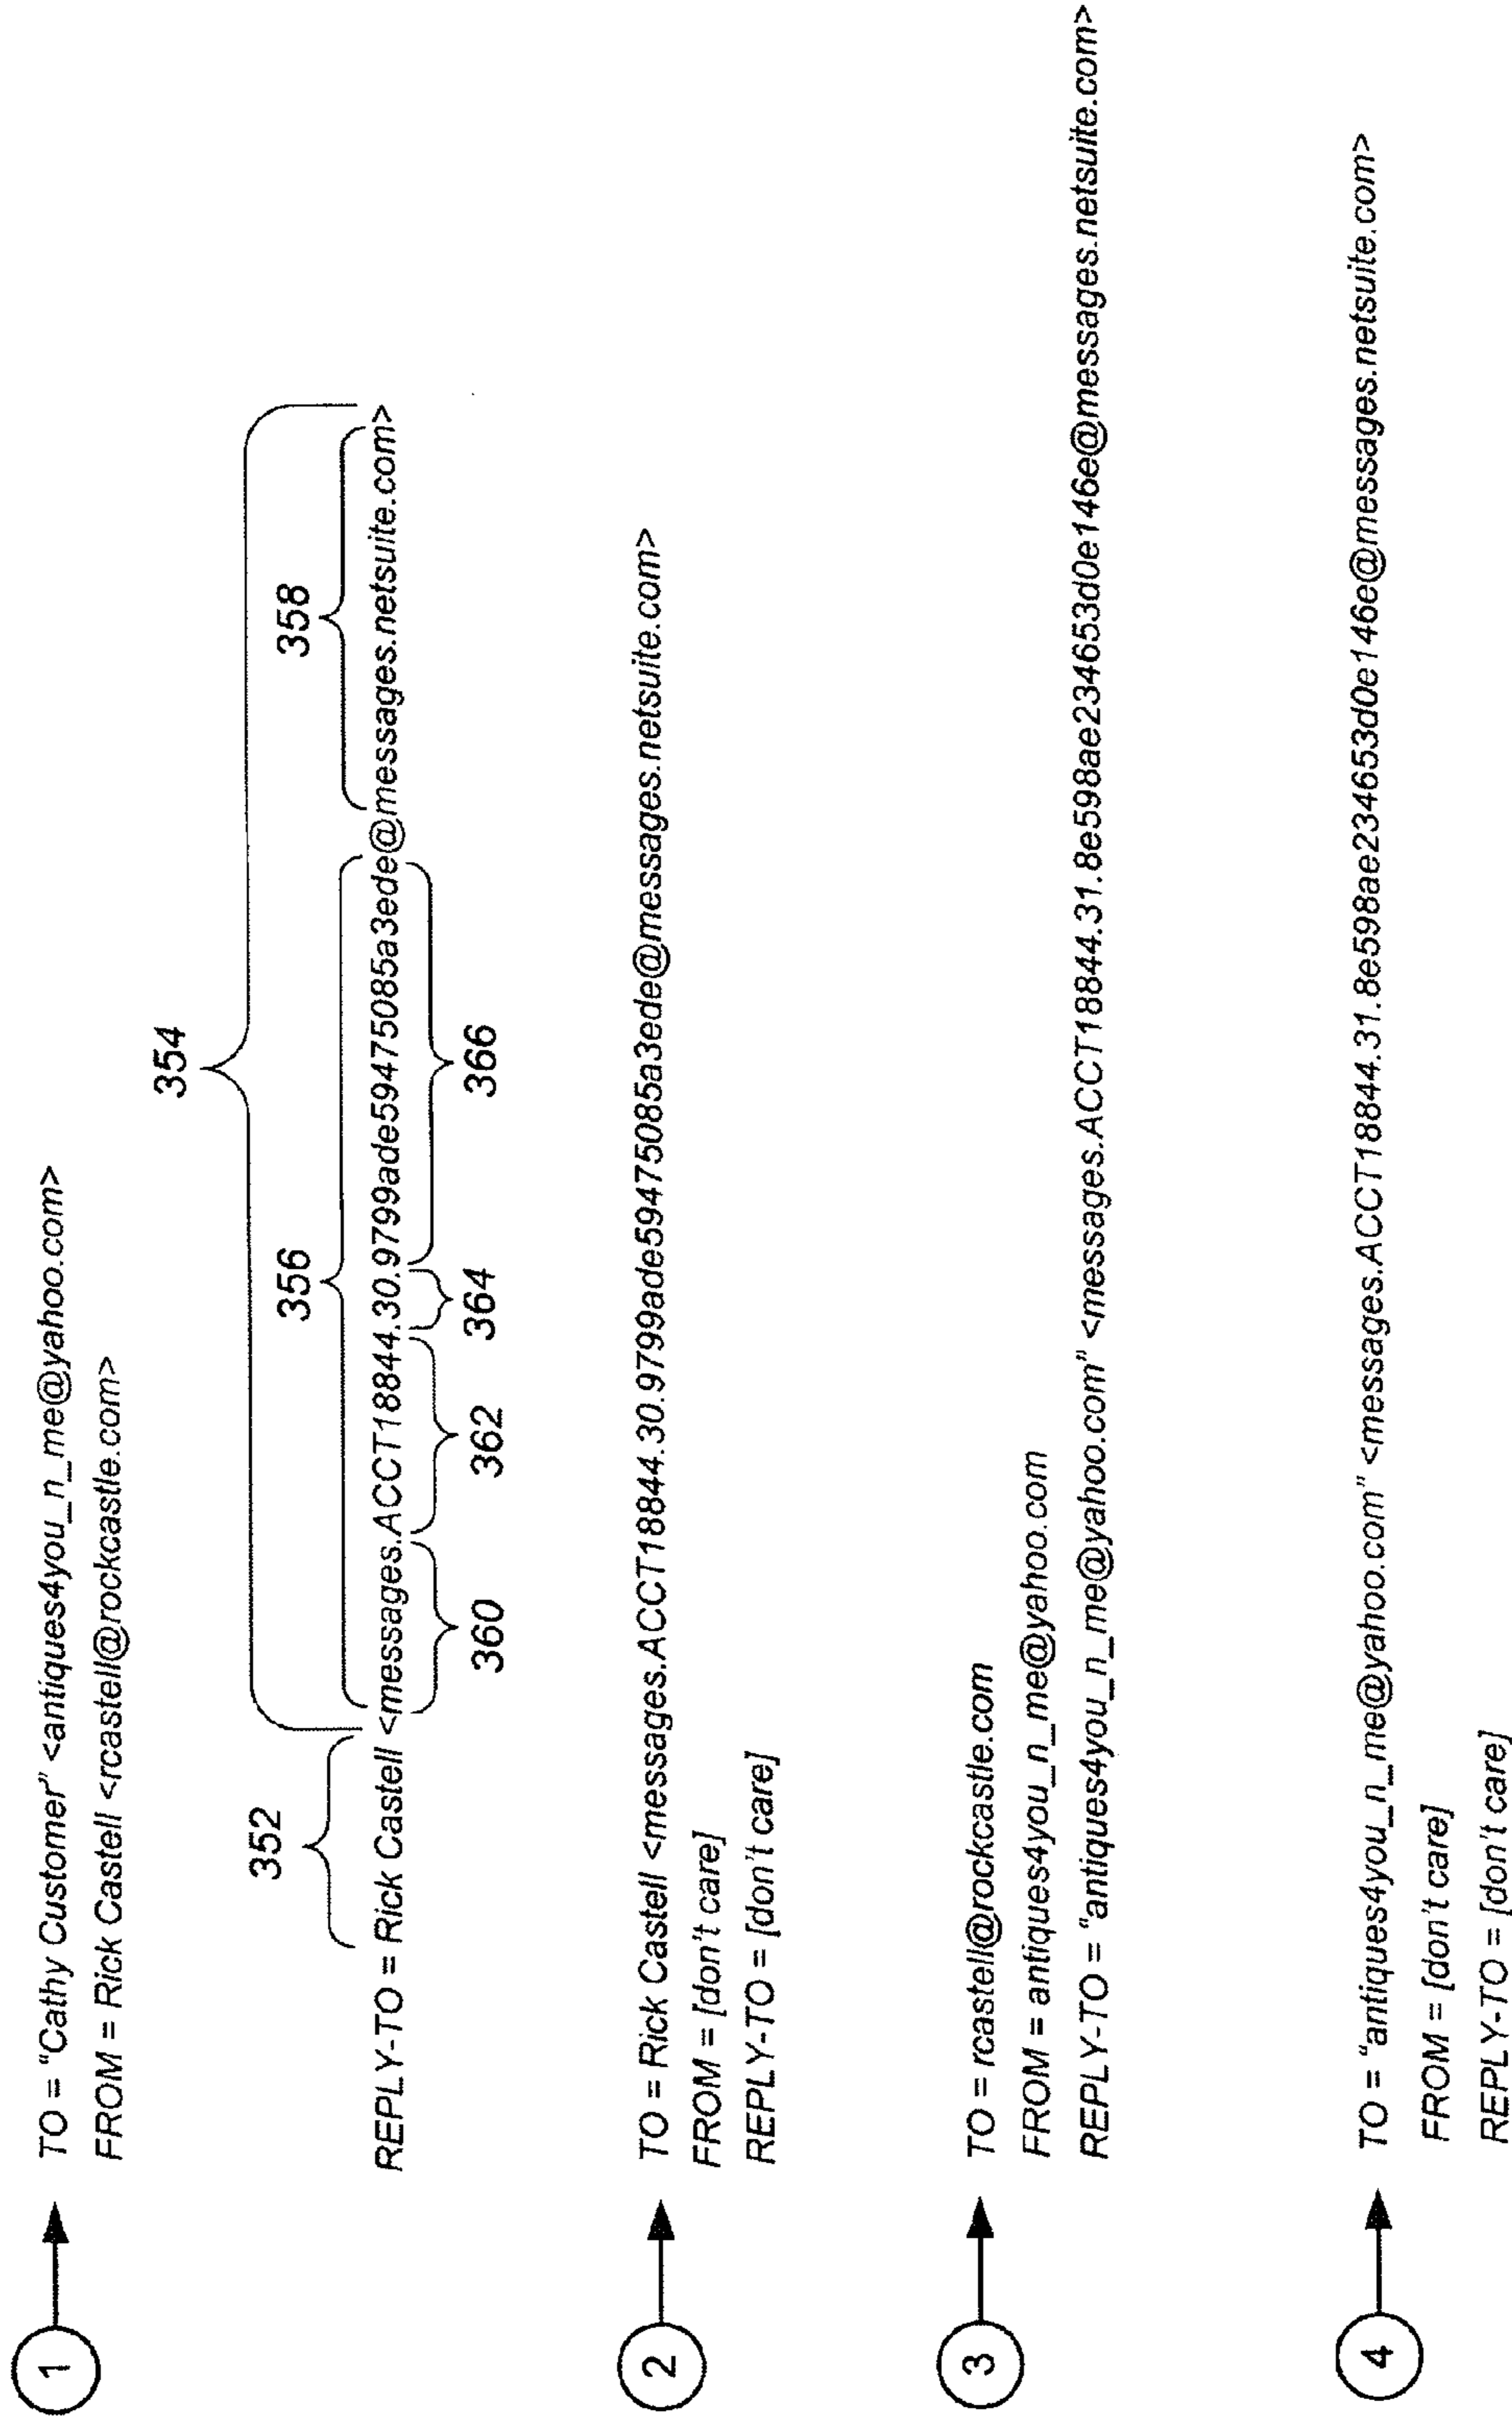 1
TO = "Cathy Customer" <antiques4you_n_me@yahoo.com>
FROM = Rick Castell <rcastell@rockcastle.com>
354
352
356
358
REPLY-TO = Rick Castell <messages.ACCT18844.30.9799ade59475085a3ede@messages.netsuite.com>
360
362
364
366
2
TO = Rick Castell <messages.ACCT18844.30.9799ade59475085a3ede@messages.netsuite.com>
FROM = [don't care]
REPLY-TO = [don't care]
3
TO = rcastell@rockcastle.com
FROM = antiques4you_n_me@yahoo.com
REPLY-TO = "antiques4you_n_me@yahoo.com" <messages.ACCT18844.31.8e598ae234653d0e146e@messages.netsuite.com>
4
TO = "antiques4you_n_me@yahoo.com" <messages.ACCT18844.31.8e598ae234653d0e146e@messages.netsuite.com>
FROM = [don't care]
REPLY-TO = [don't care]